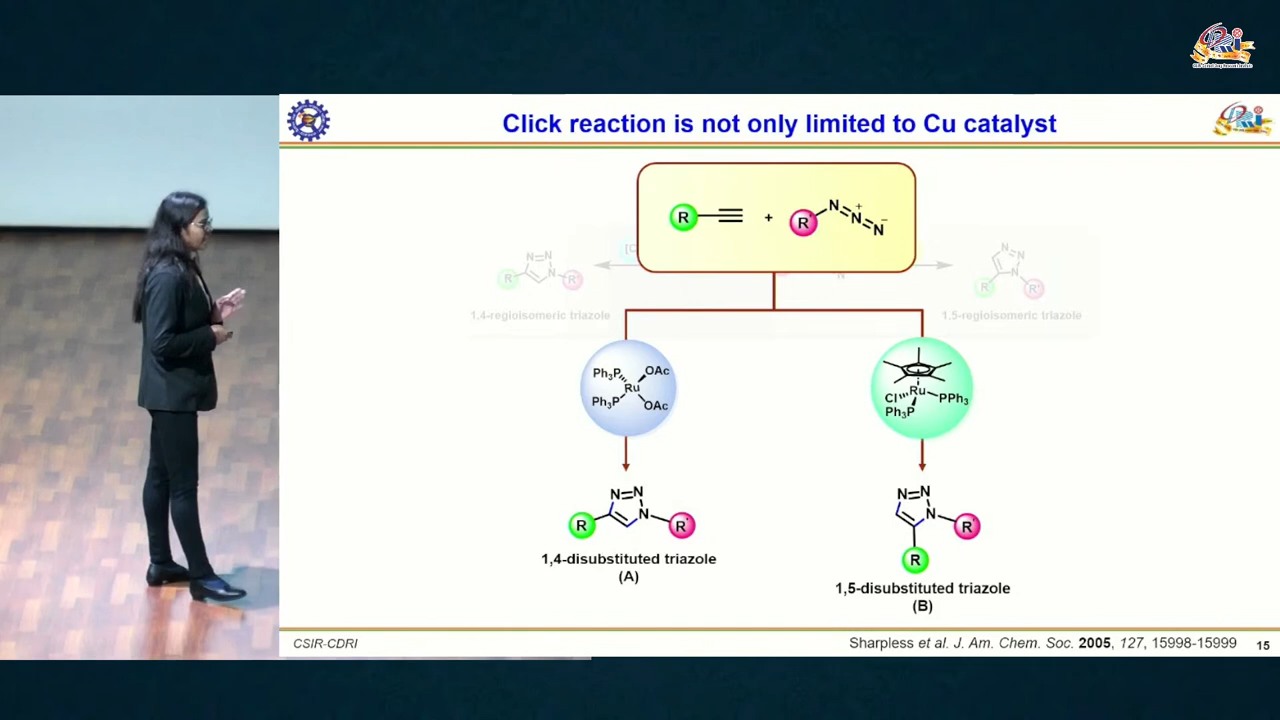 Click reaction is not only limited to Cu catalyst
R + R' N N N + −
N N N R R'
1,4-regioisomeric triazole
N N N R R'
1,5-regioisomeric triazole
Ph₃P OAc
Ru
Ph₃P OAc
Ru
Cl PPh₃
Ph₃P
N N N
R R'
1,4-disubstituted triazole
(A)
N N N
R'
R
1,5-disubstituted triazole
(B)
CSIR-CDRI
Sharpless et al. J. Am. Chem. Soc. 2005, 127, 15998-15999
15